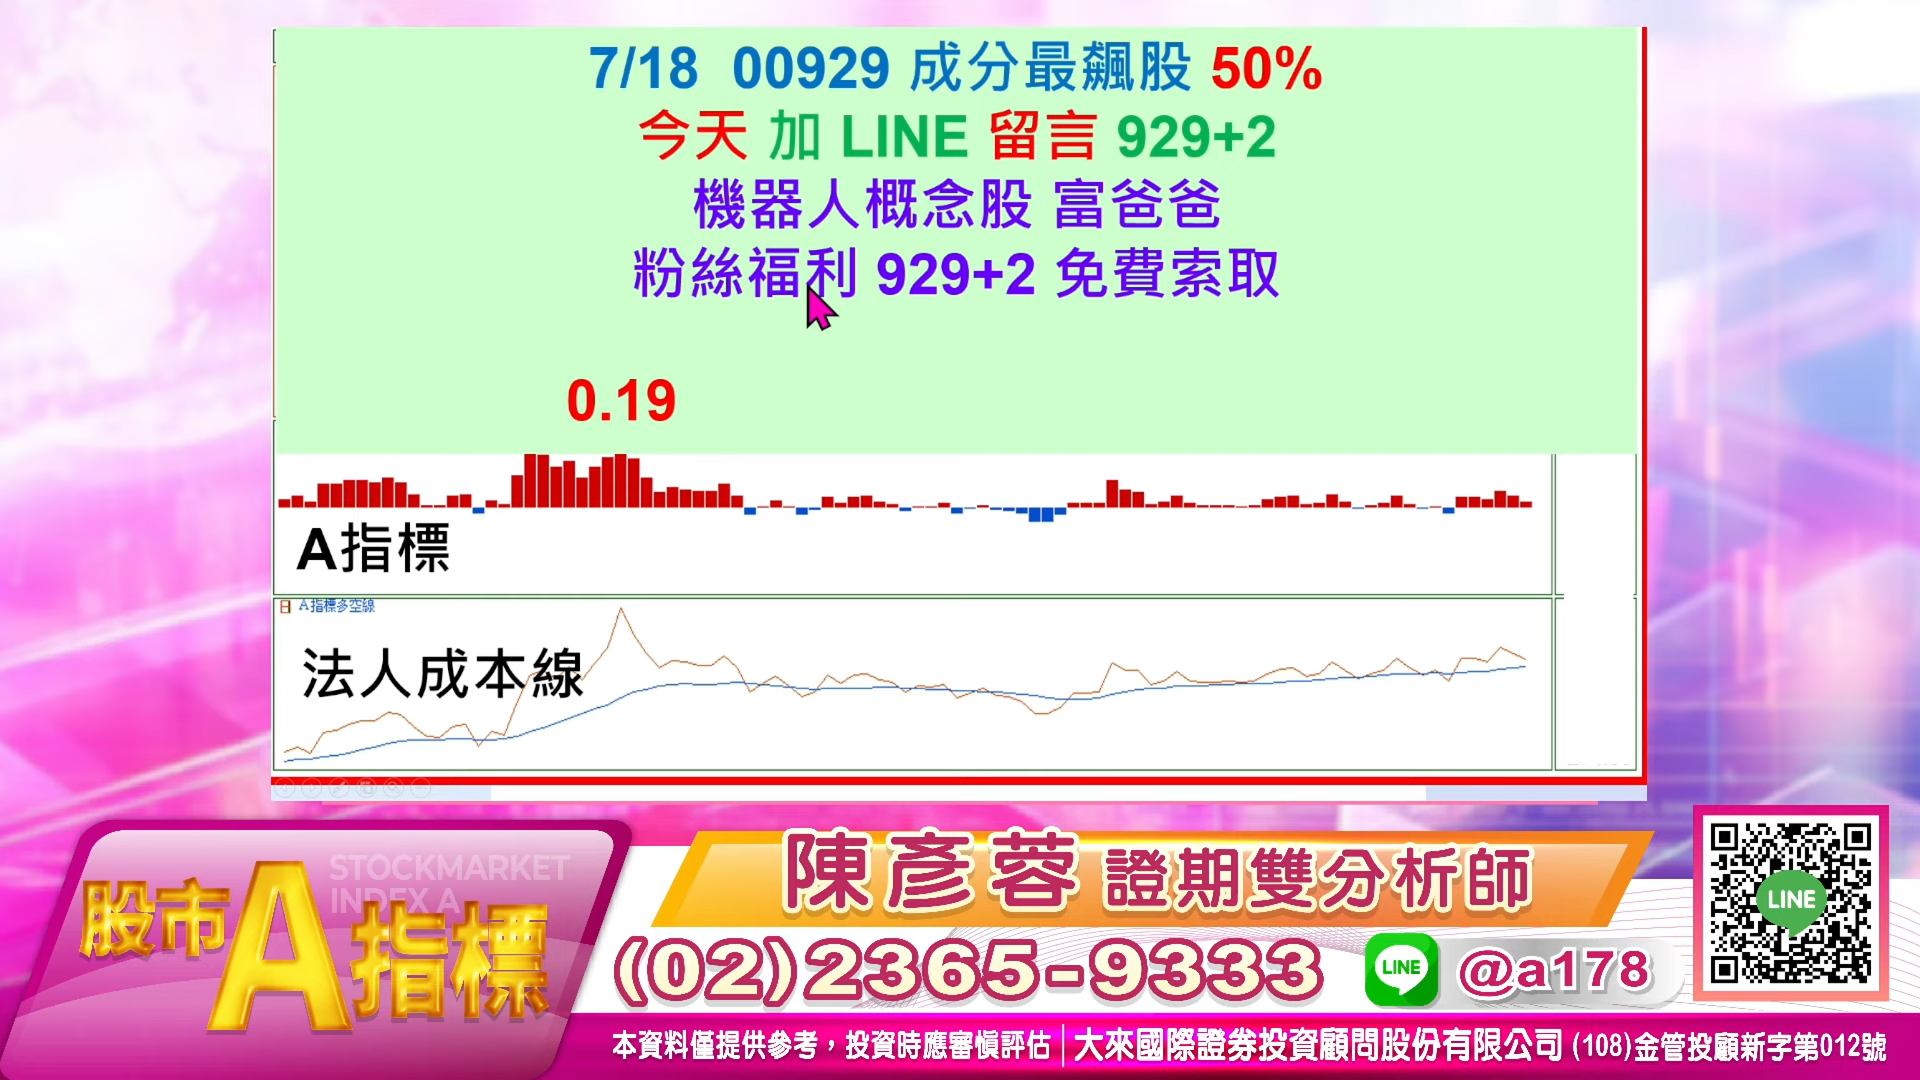 7/18 00929 成分最飆股 50%
今天 加 LINE 留言 929+2
機器人概念股 富爸爸
粉絲福利 929+2 免費索取
0.19
A指標
日 A指標多空線
法人成本線
STOCKMARKET
INDEX A
股市A指標
陳彥蓉 證期雙分析師
(02)2365-9333 LINE @a178
LINE
本資料僅提供參考，投資時應審慎評估 | 大來國際證券投資顧問股份有限公司 (108)金管投顧新字第012號